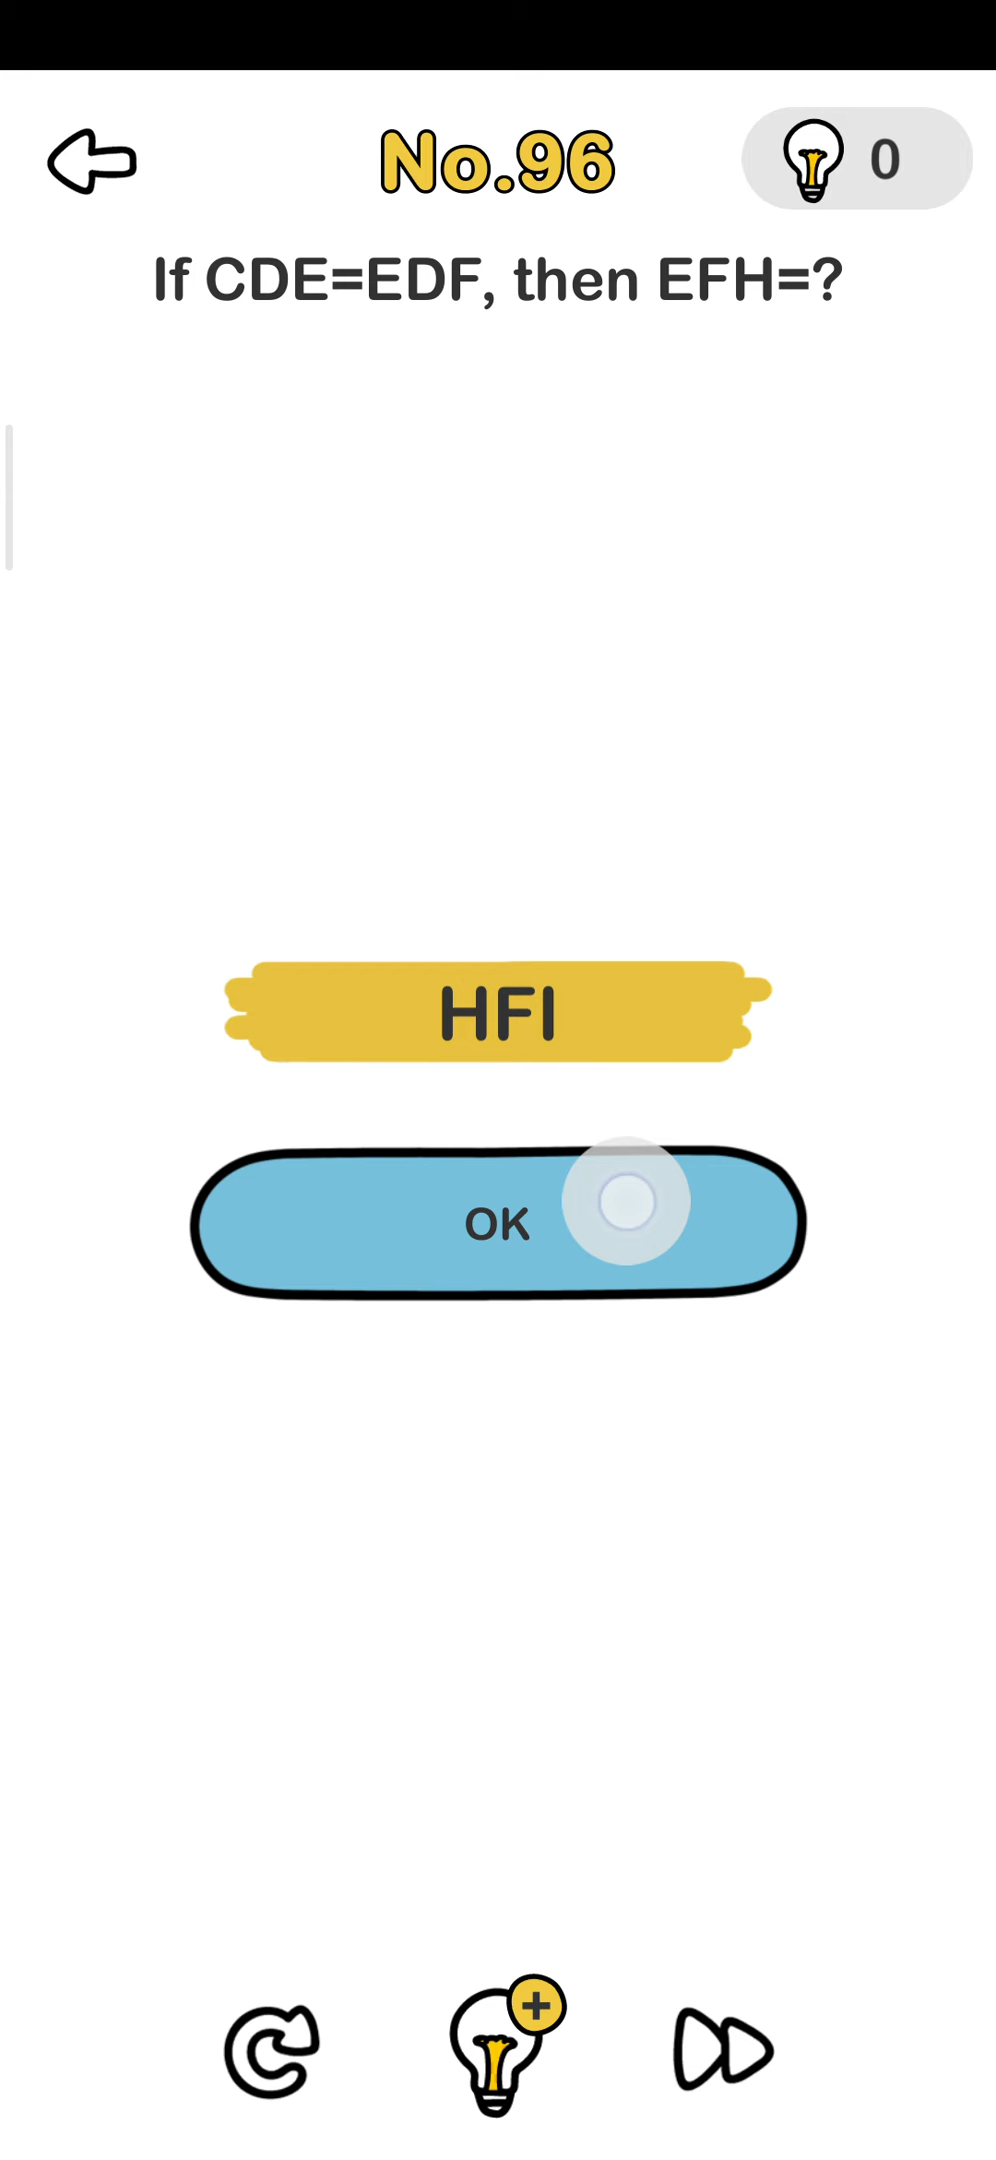 No.96
0
If CDE=EDF, then EFH=?
HFI
OK
+